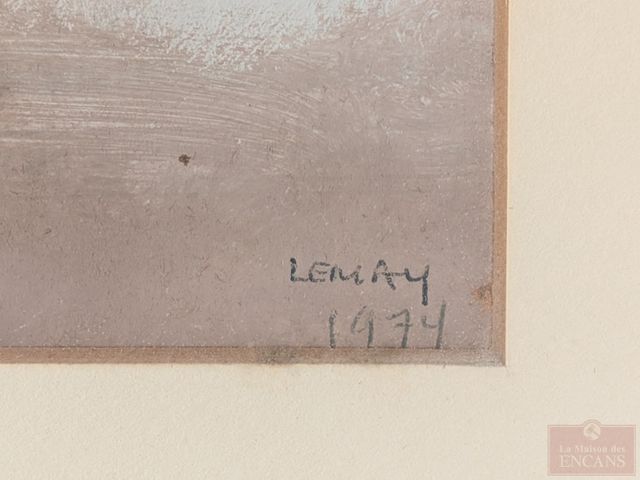 LEMAY
1974
La Maison des
ENCANS